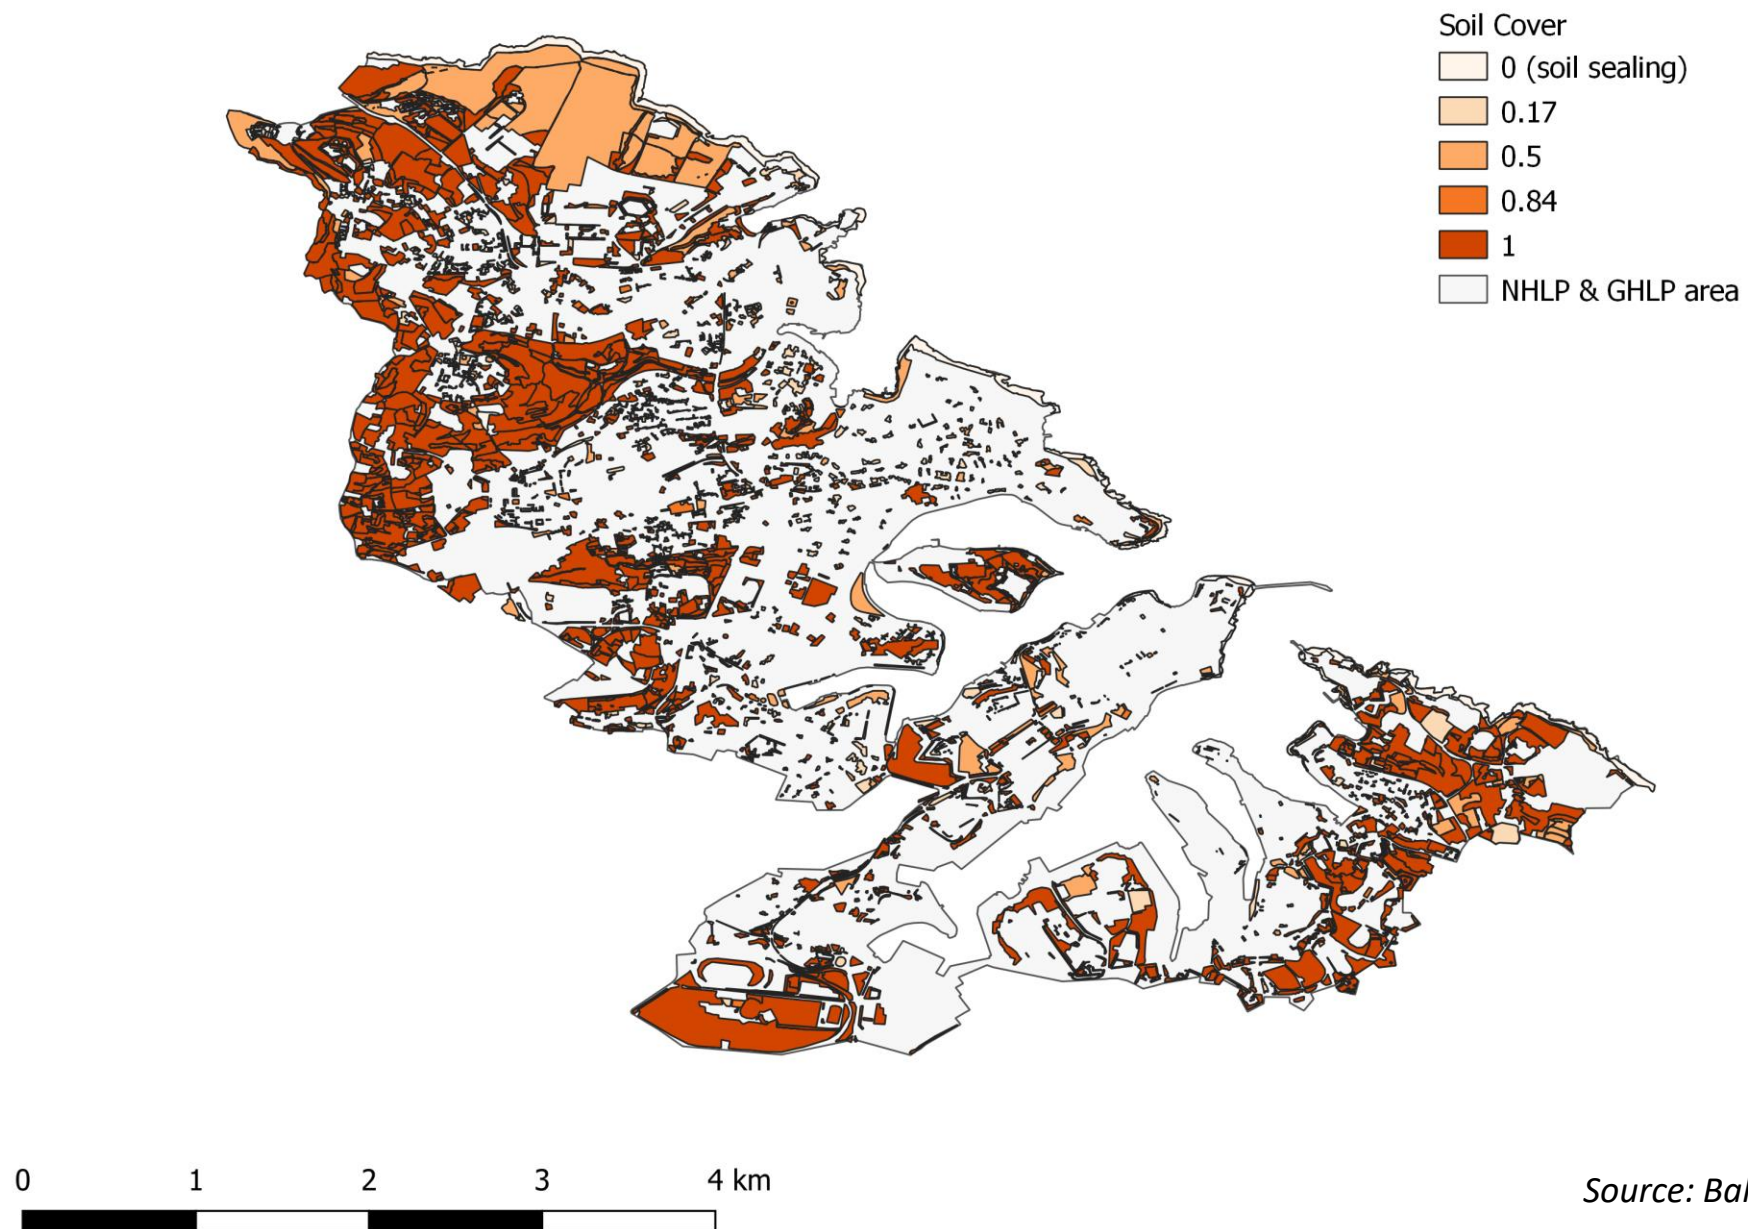 Soil Cover
0 (soil sealing)
0.17
0.5
0.84
1
NHLP & GHLP area
0 1 2 3 4 km
Source: